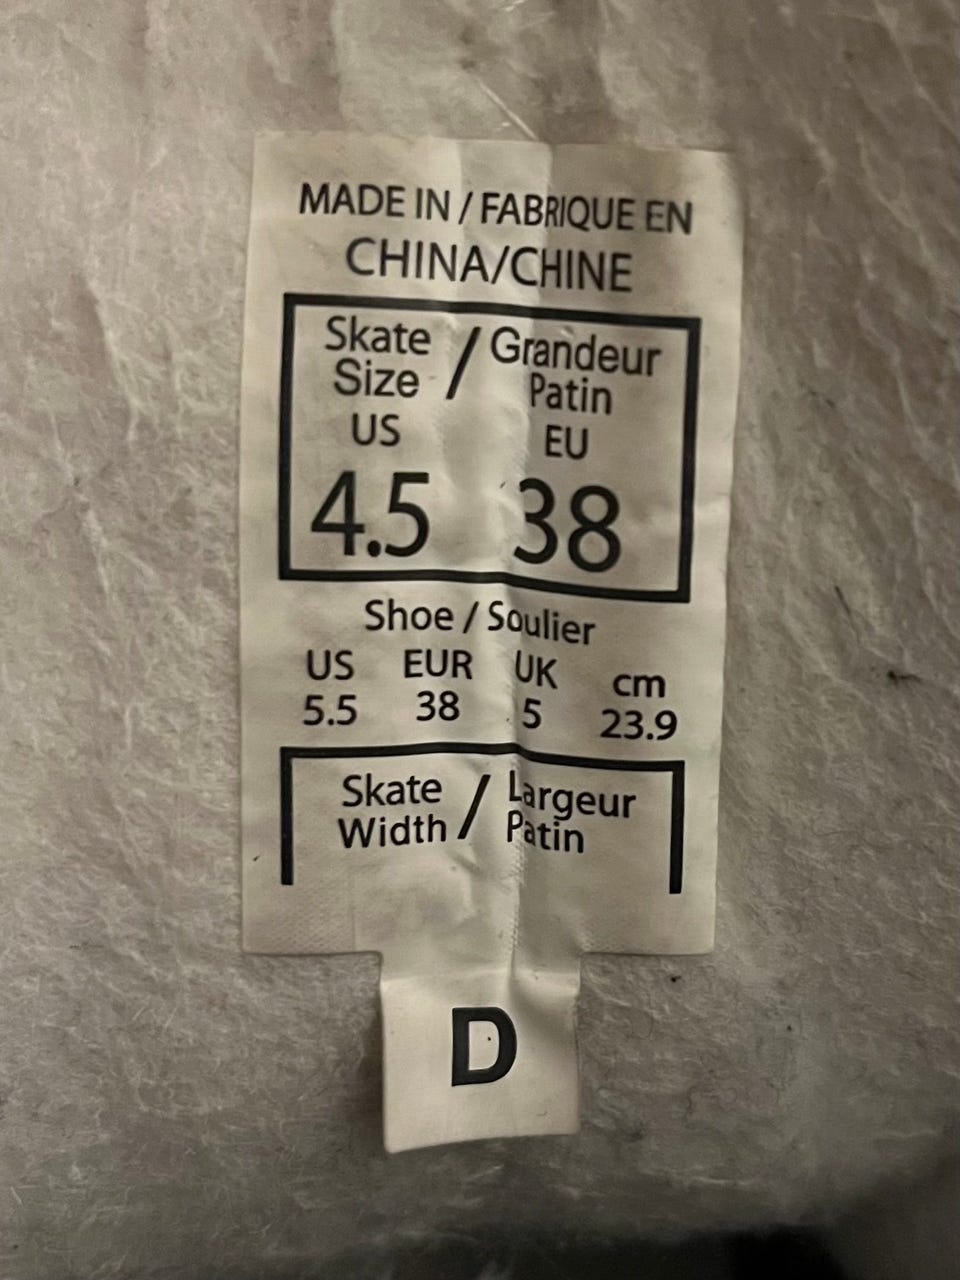 MADE IN / FABRIQUE EN
CHINA/CHINE
Skate Size / Grandeur Patin
US EU
4.5 38
Shoe / Soulier
US EUR UK cm
5.5 38 5 23.9
Skate Width / Largeur Patin
D